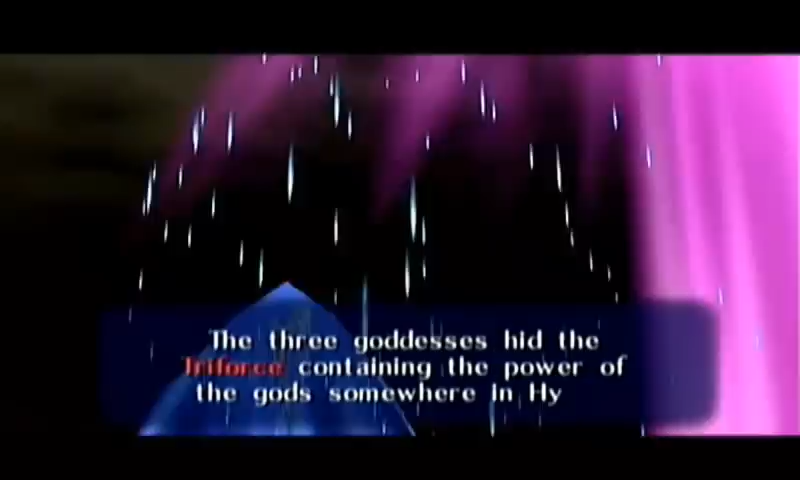 The three goddesses hid the
Triforce containing the power of
the gods somewhere in Hy